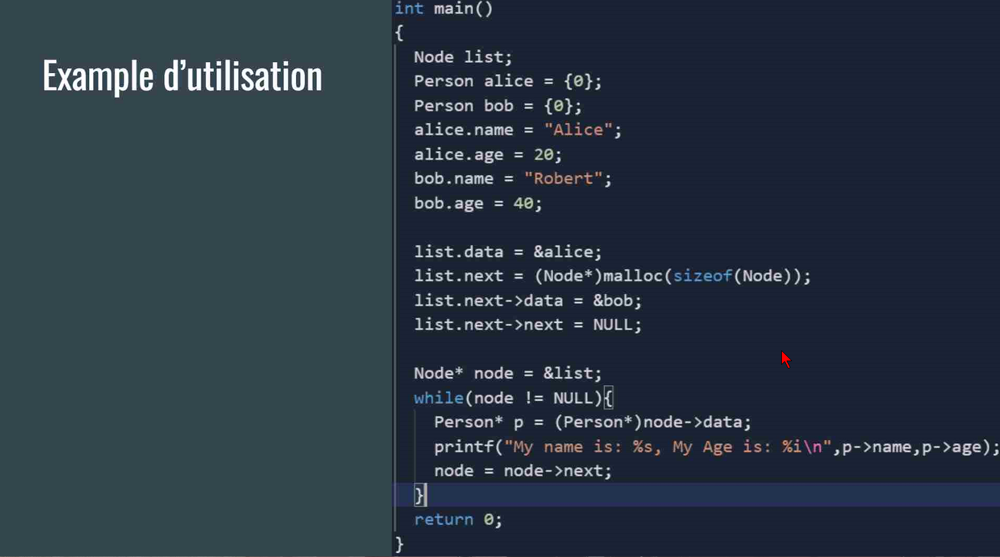 Example d’utilisation
int main()
{
Node list;
Person alice = {0};
Person bob = {0};
alice.name = "Alice";
alice.age = 20;
bob.name = "Robert";
bob.age = 40;
list.data = &alice;
list.next = (Node*)malloc(sizeof(Node));
list.next->data = &bob;
list.next->next = NULL;
Node* node = &list;
while(node != NULL){
Person* p = (Person*)node->data;
printf("My name is: %s, My Age is: %i\n",p->name,p->age);
node = node->next;
}
return 0;
}